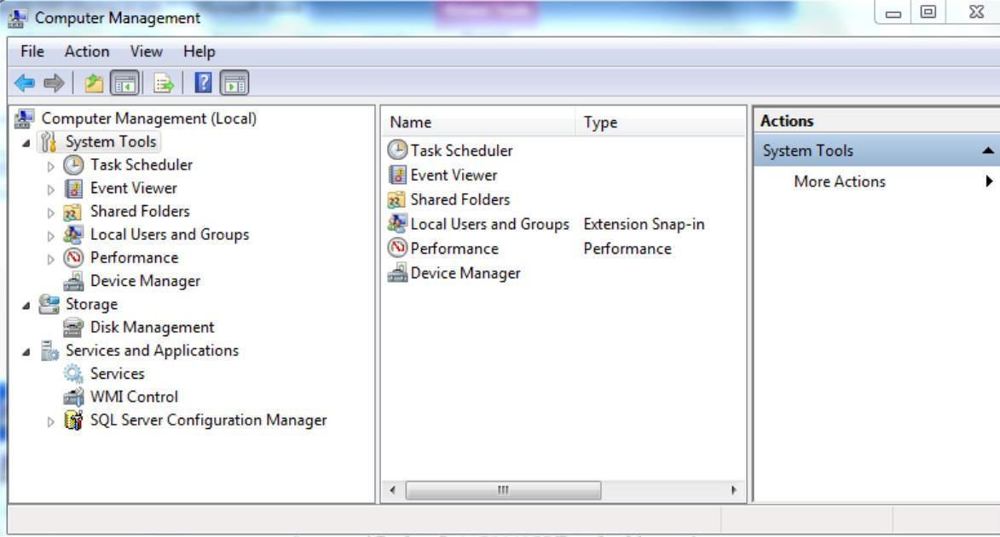 Computer Management
File Action View Help
Computer Management (Local)
System Tools
Task Scheduler
Event Viewer
Shared Folders
Local Users and Groups
Performance
Device Manager
Storage
Disk Management
Services and Applications
Services
WMI Control
SQL Server Configuration Manager
Name Type
Task Scheduler
Event Viewer
Shared Folders
Local Users and Groups Extension Snap-in
Performance Performance
Device Manager
Actions
System Tools
More Actions